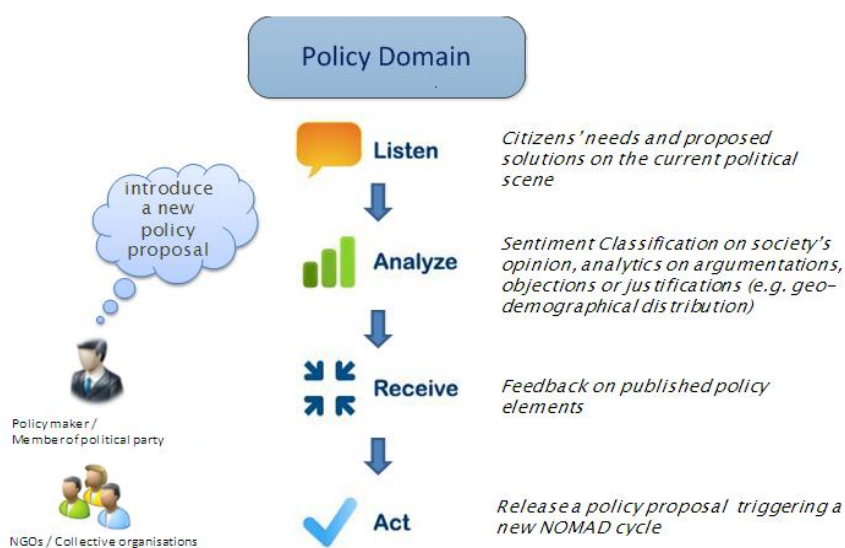 Policy Domain
Listen
Citizens' needs and proposed
solutions on the current political
scene
introduce
a new
policy
proposal
Analyze
Sentiment Classification on society's
opinion, analytics on argumentations,
objections or justifications (e.g. geo-
demographical distribution)
Receive
Feedback on published policy
elements
Policy maker /
Member of political party
Act
Release a policy proposal triggering a
new NOMAD cycle
NGOs / Collective organisations